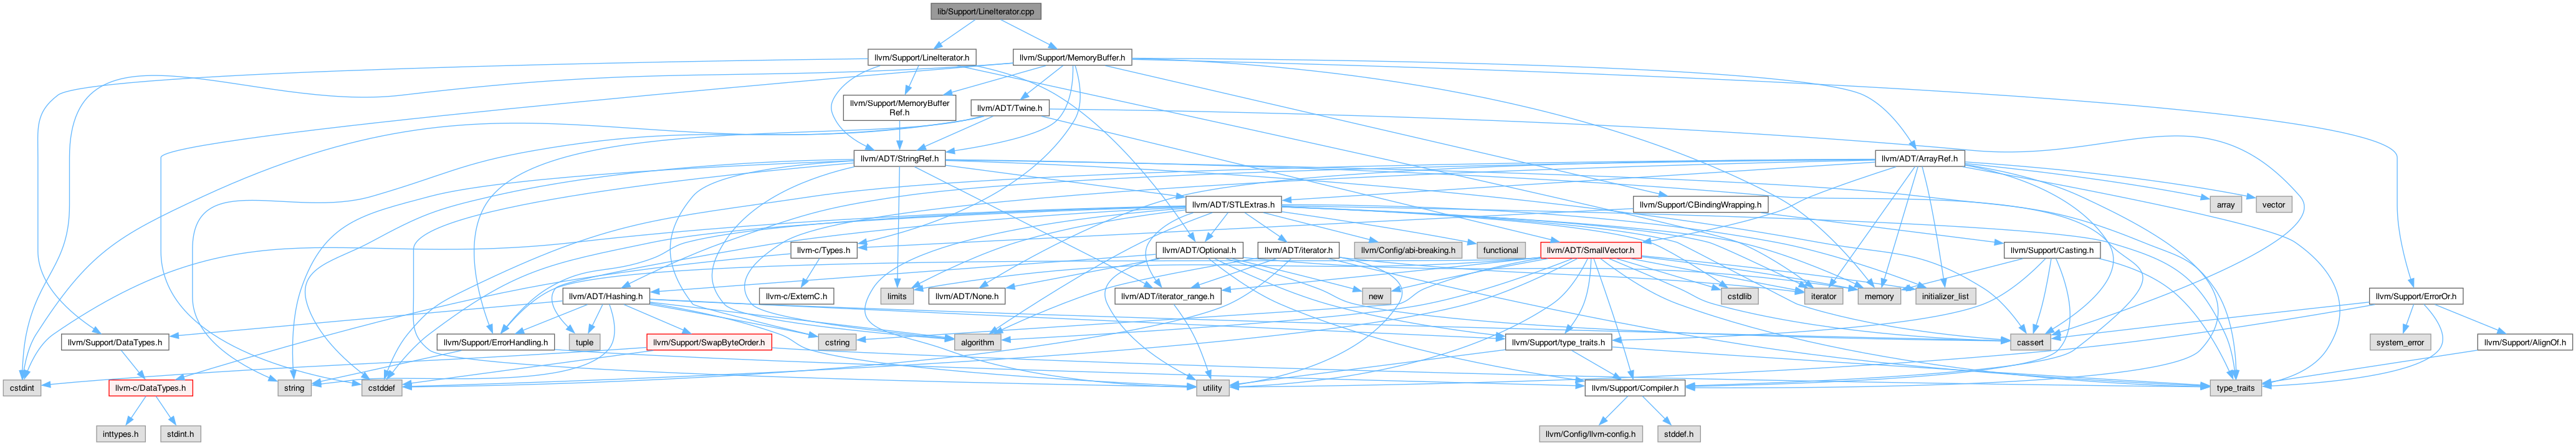 lib/Support/LineIterator.cpp
llvm/Support/LineIterator.h
llvm/Support/MemoryBuffer.h
llvm/Support/MemoryBuffer
Ref.h
llvm/ADT/Twine.h
llvm/ADT/StringRef.h
llvm/ADT/ArrayRef.h
llvm/ADT/STLExtras.h
llvm/Support/CBindingWrapping.h
array
vector
llvm-c/Types.h
llvm/ADT/Optional.h
llvm/ADT/iterator.h
llvm/Config/abi-breaking.h
functional
llvm/ADT/SmallVector.h
llvm/Support/Casting.h
llvm/ADT/Hashing.h
llvm-c/ExternC.h
limits
llvm/ADT/None.h
llvm/ADT/iterator_range.h
new
cstdlib
iterator
memory
initializer_list
llvm/Support/ErrorOr.h
llvm/Support/DataTypes.h
llvm/Support/ErrorHandling.h
tuple
llvm/Support/SwapByteOrder.h
cstring
algorithm
llvm/Support/type_traits.h
cassert
system_error
llvm/Support/AlignOf.h
cstdint
llvm-c/DataTypes.h
string
cstddef
utility
llvm/Support/Compiler.h
type_traits
inttypes.h
stdint.h
llvm/Config/llvm-config.h
stddef.h